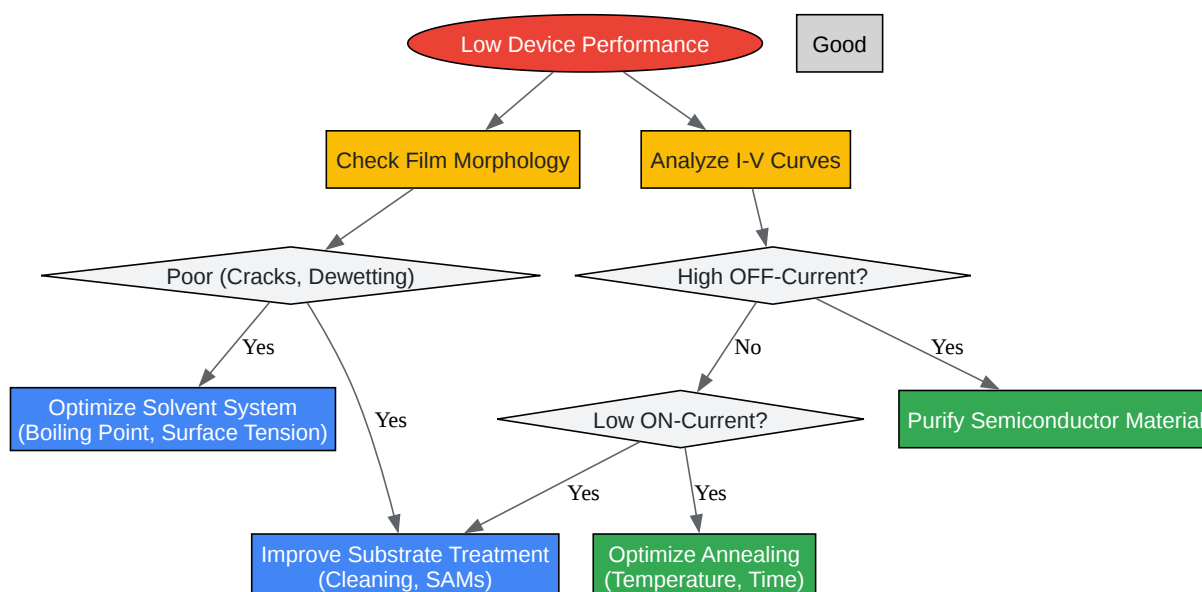 Low Device Performance
Good
Check Film Morphology
Analyze I-V Curves
Poor (Cracks, Dewetting)
High OFF-Current?
Yes
No
Yes
Optimize Solvent System
(Boiling Point, Surface Tension)
Yes
Low ON-Current?
Purify Semiconductor Material
Yes
Yes
Improve Substrate Treatment
(Cleaning, SAMs)
Optimize Annealing
(Temperature, Time)